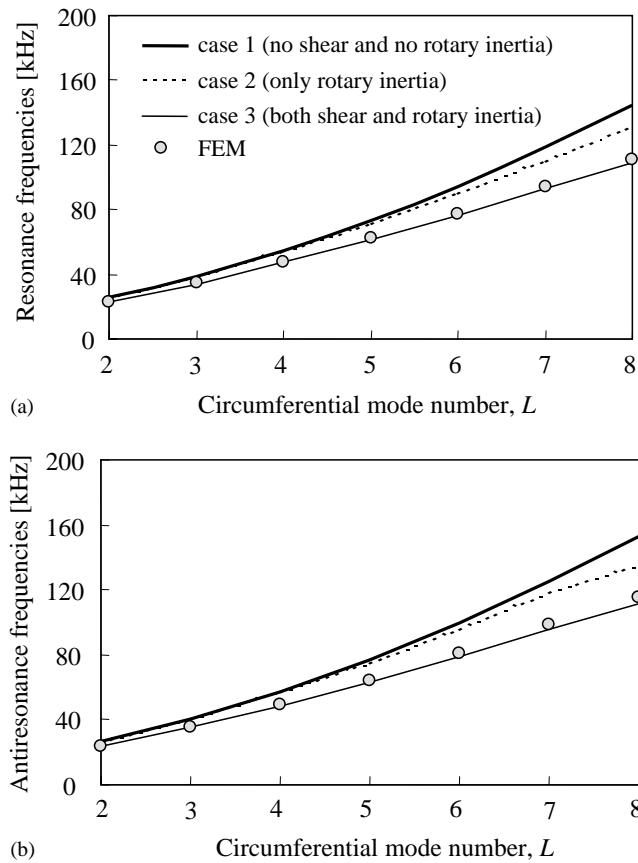 200
160
120
80
40
0
Resonance frequencies [kHz]
case 1 (no shear and no rotary inertia)
case 2 (only rotary inertia)
case 3 (both shear and rotary inertia)
FEM
2 3 4 5 6 7 8
(a) Circumferential mode number, L
200
160
120
80
40
0
Antiresonance frequencies [kHz]
2 3 4 5 6 7 8
(b) Circumferential mode number, L